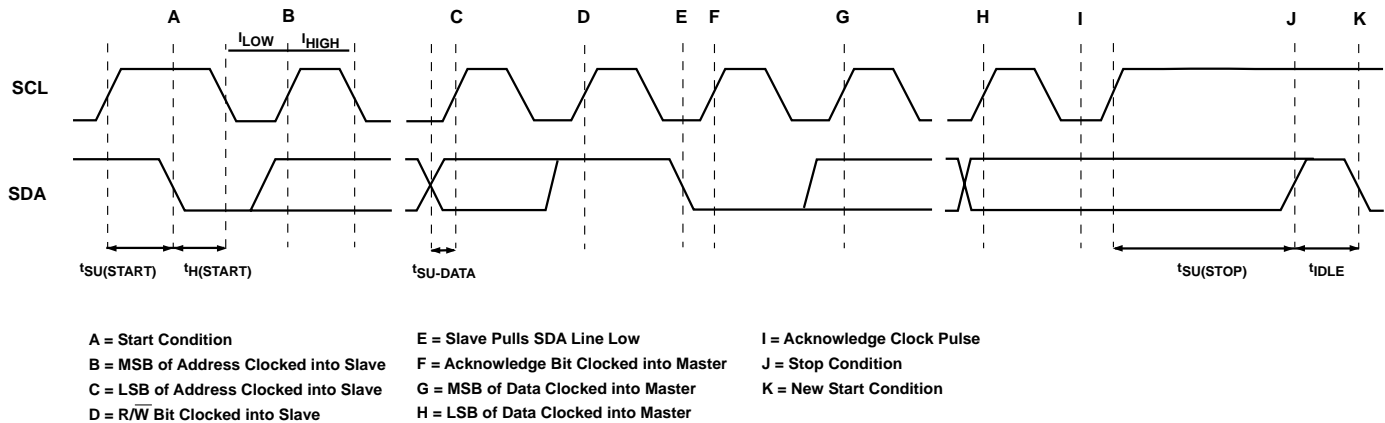 A B C D E F G H I J K
ILOW IHIGH
SCL
SDA
tSU(START) tH(START) tSU-DATA tSU(STOP) tIDLE
A = Start Condition
B = MSB of Address Clocked into Slave
C = LSB of Address Clocked into Slave
D = R/W̅ Bit Clocked into Slave
E = Slave Pulls SDA Line Low
F = Acknowledge Bit Clocked into Master
G = MSB of Data Clocked into Master
H = LSB of Data Clocked into Master
I = Acknowledge Clock Pulse
J = Stop Condition
K = New Start Condition